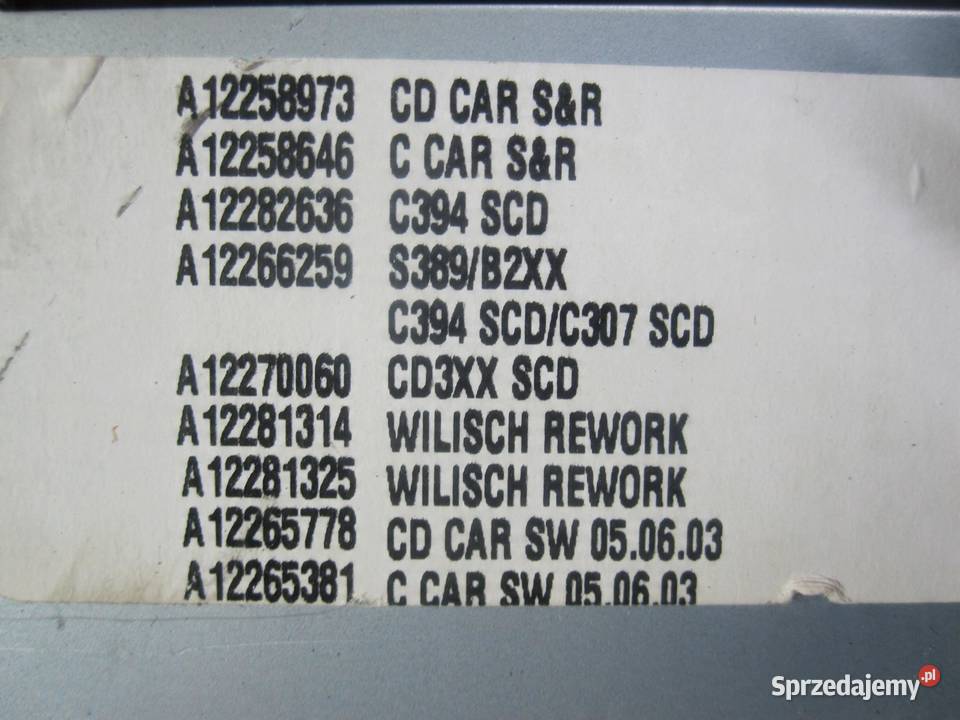 A12258973 CD CAR S&R
A12258646 C CAR S&R
A12282636 C394 SCD
A12266259 S389/B2XX
C394 SCD/C307 SCD
A12270060 CD3XX SCD
A12281314 WILISCH REWORK
A12281325 WILISCH REWORK
A12265778 CD CAR SW 05.06.03
A12265381 C CAR SW 05.06.03
Sprzedajemy.pl